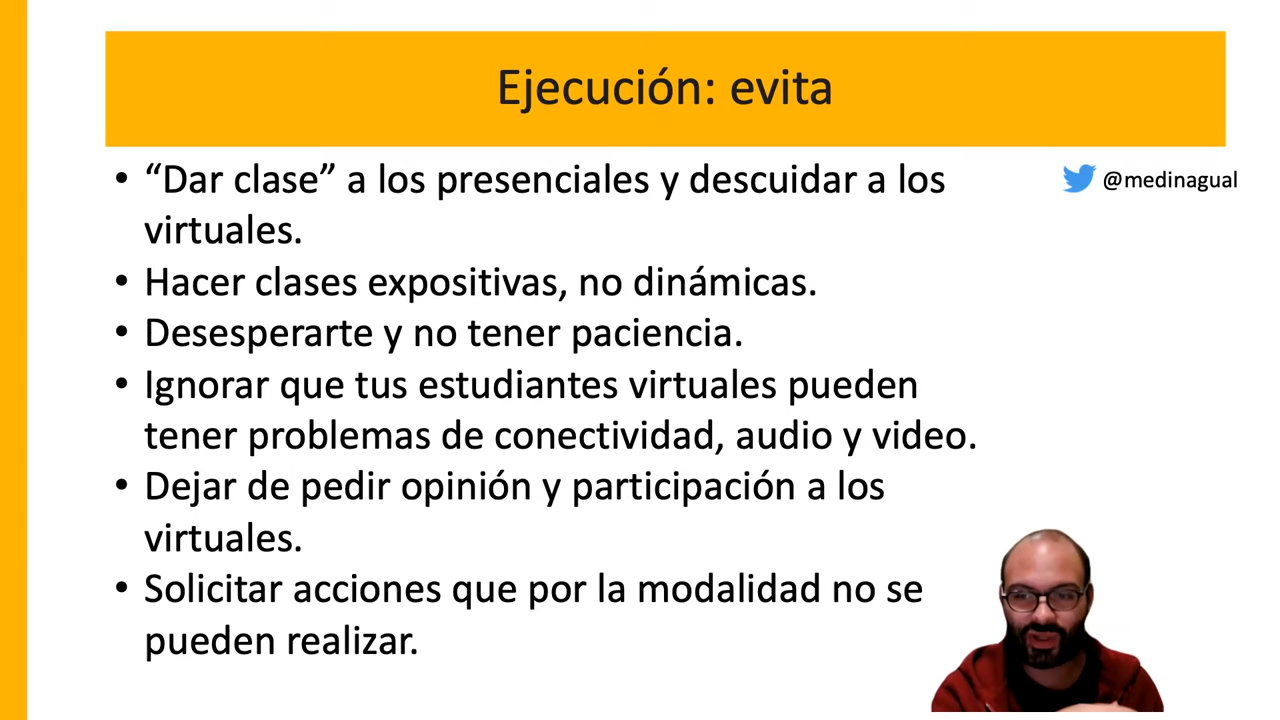 Ejecución: evita
• “Dar clase” a los presenciales y descuidar a los
virtuales.
@medinagual
• Hacer clases expositivas, no dinámicas.
• Desesperarte y no tener paciencia.
• Ignorar que tus estudiantes virtuales pueden
tener problemas de conectividad, audio y video.
• Dejar de pedir opinión y participación a los
virtuales.
• Solicitar acciones que por la modalidad no se
pueden realizar.